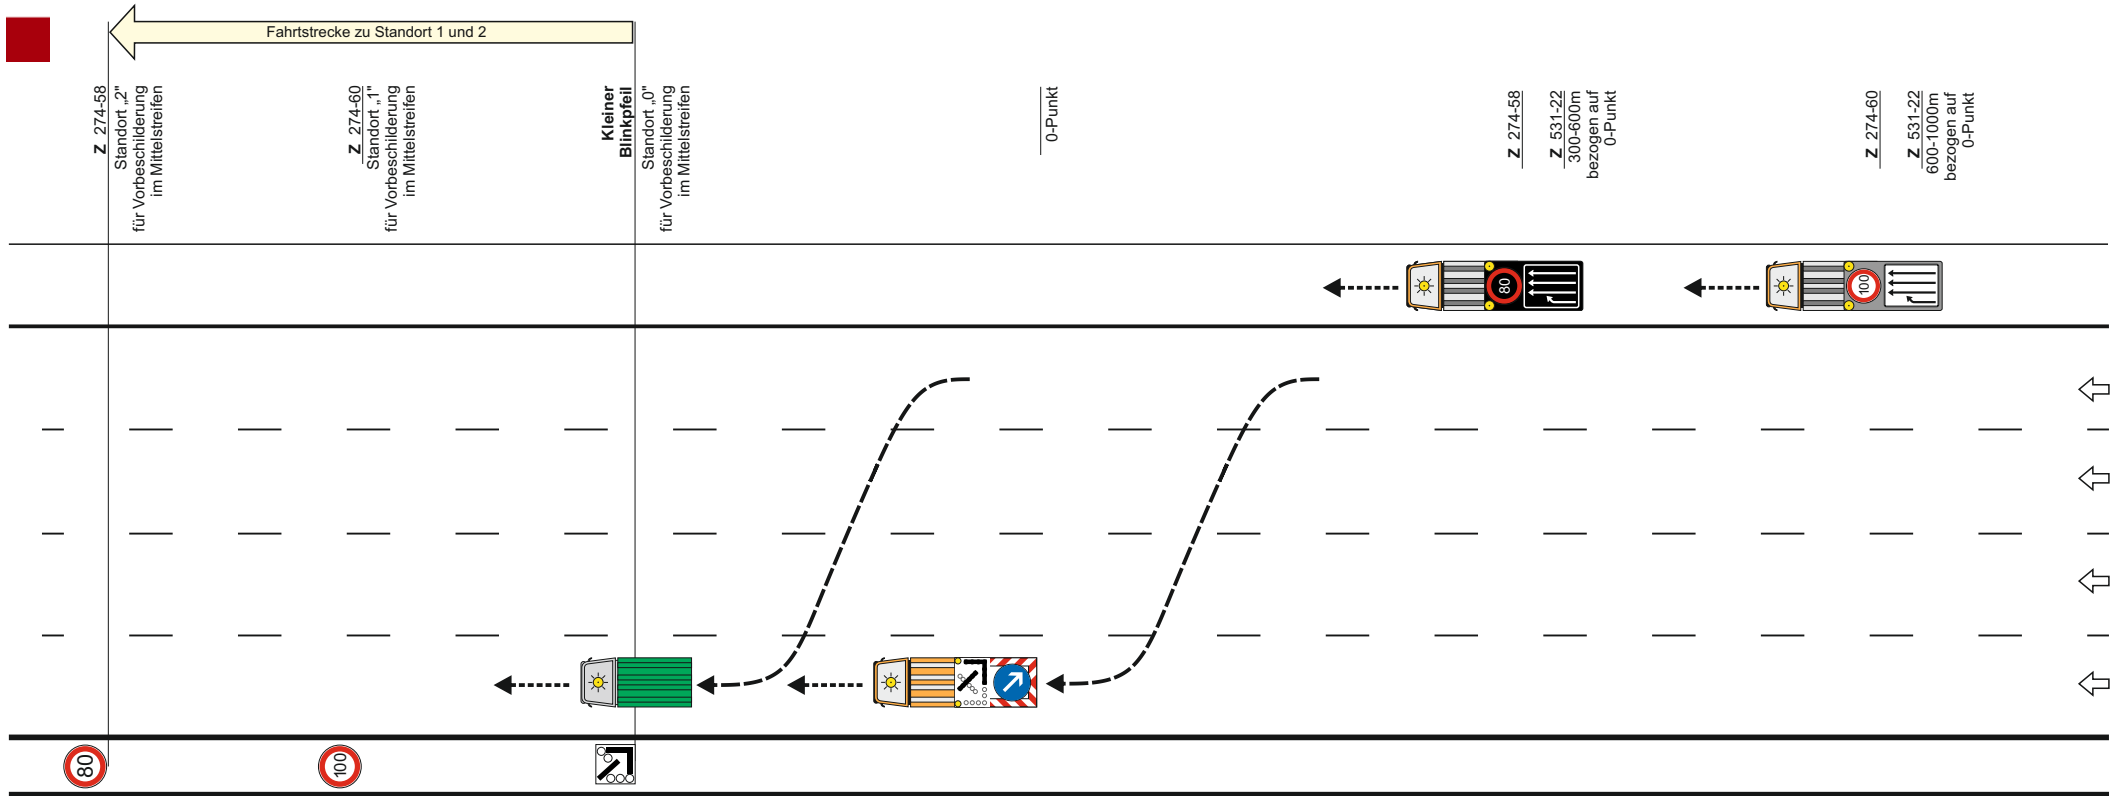 Fahrtstrecke zu Standort 1 und 2
Z 274-58
Standort „2"
für Vorbeschilderung
im Mittelstreifen
Z 274-60
Standort „1"
für Vorbeschilderung
im Mittelstreifen
Kleiner
Blinkpfeil
Standort „0"
für Vorbeschilderung
im Mittelstreifen
0-Punkt
Z 274-58
Z 531-22
300-600m
bezogen auf
0-Punkt
Z 274-60
Z 531-22
600-1000m
bezogen auf
0-Punkt
80
100
80
100